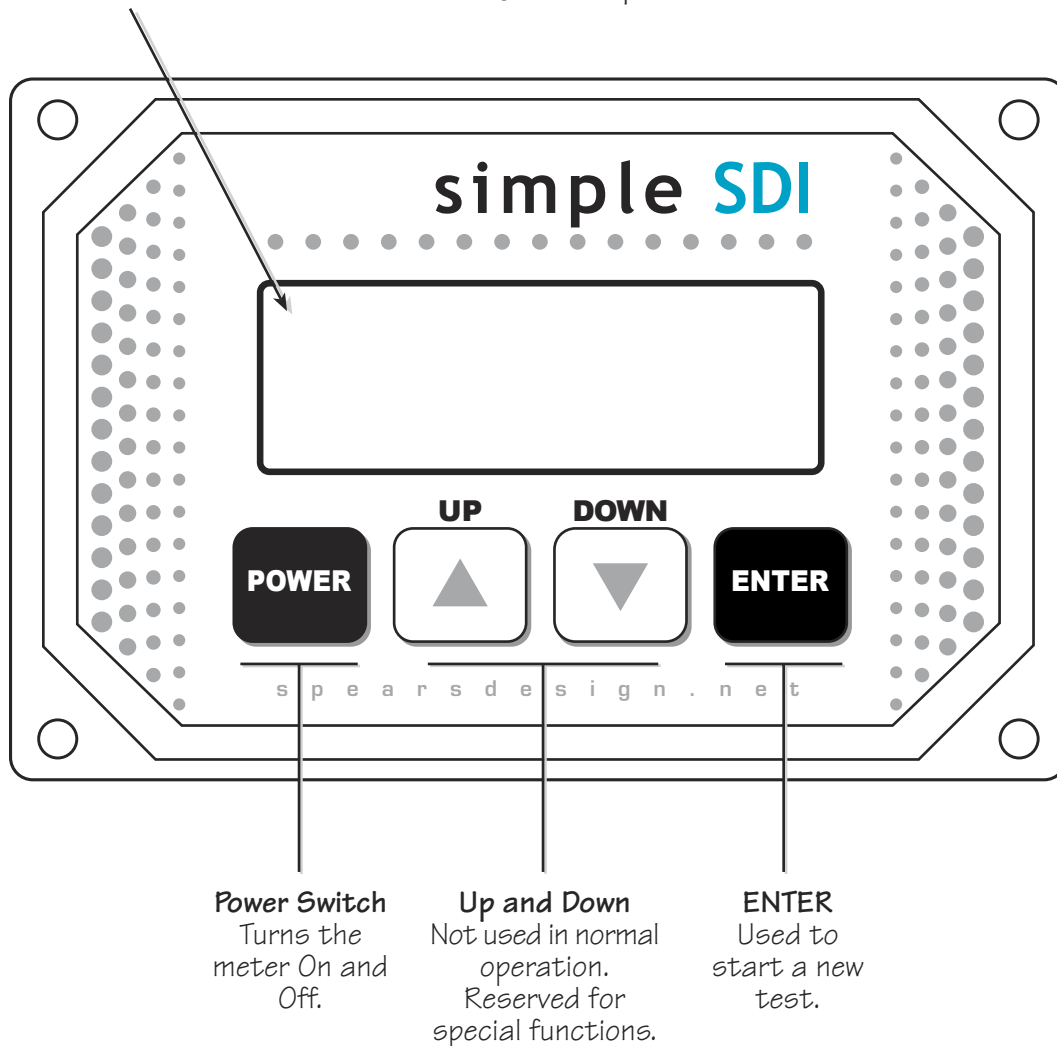 simple SDI
UP DOWN
POWER ENTER
spearsdesign.net
Power Switch
Turns the
meter On and
Off.
Up and Down
Not used in normal
operation.
Reserved for
special functions.
ENTER
Used to
start a new
test.